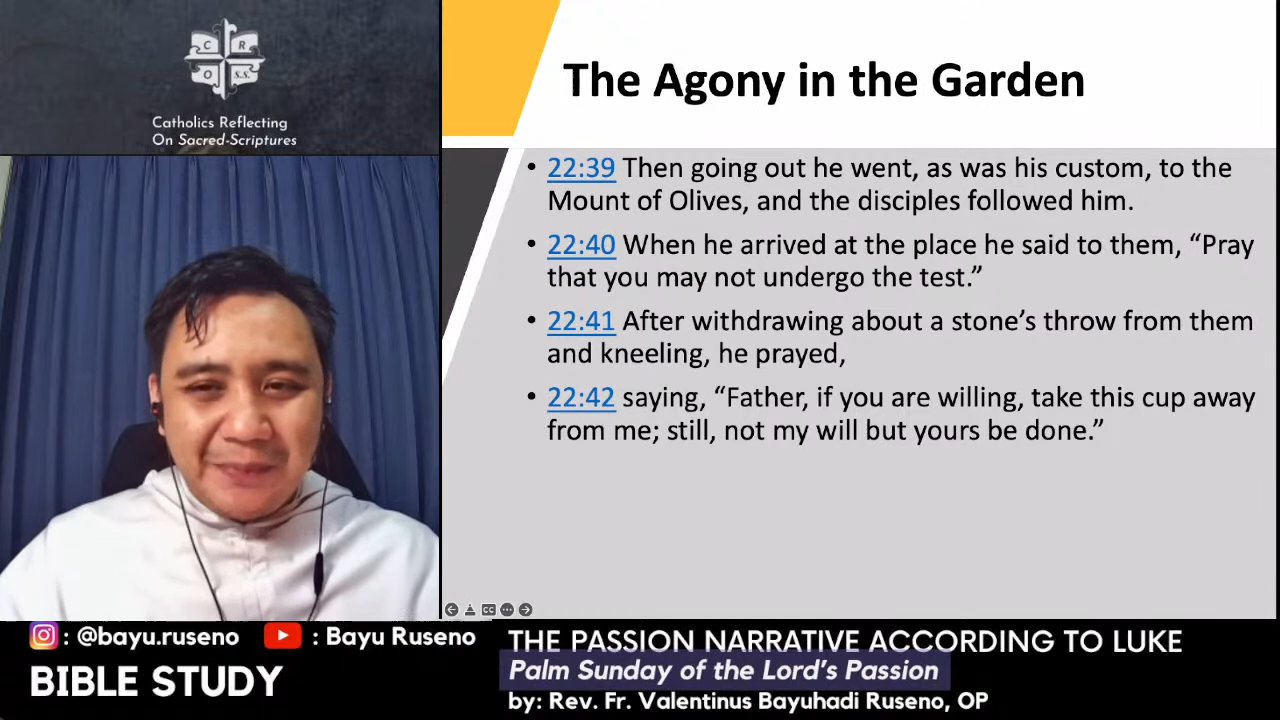 C R
O S.S.
Catholics Reflecting
On Sacred-Scriptures
The Agony in the Garden
• 22:39 Then going out he went, as was his custom, to the
Mount of Olives, and the disciples followed him.
• 22:40 When he arrived at the place he said to them, “Pray
that you may not undergo the test.”
• 22:41 After withdrawing about a stone’s throw from them
and kneeling, he prayed,
• 22:42 saying, “Father, if you are willing, take this cup away
from me; still, not my will but yours be done.”
CC
: @bayu.ruseno : Bayu Ruseno
BIBLE STUDY
THE PASSION NARRATIVE ACCORDING TO LUKE
Palm Sunday of the Lord’s Passion
by: Rev. Fr. Valentinus Bayuhadi Ruseno, OP